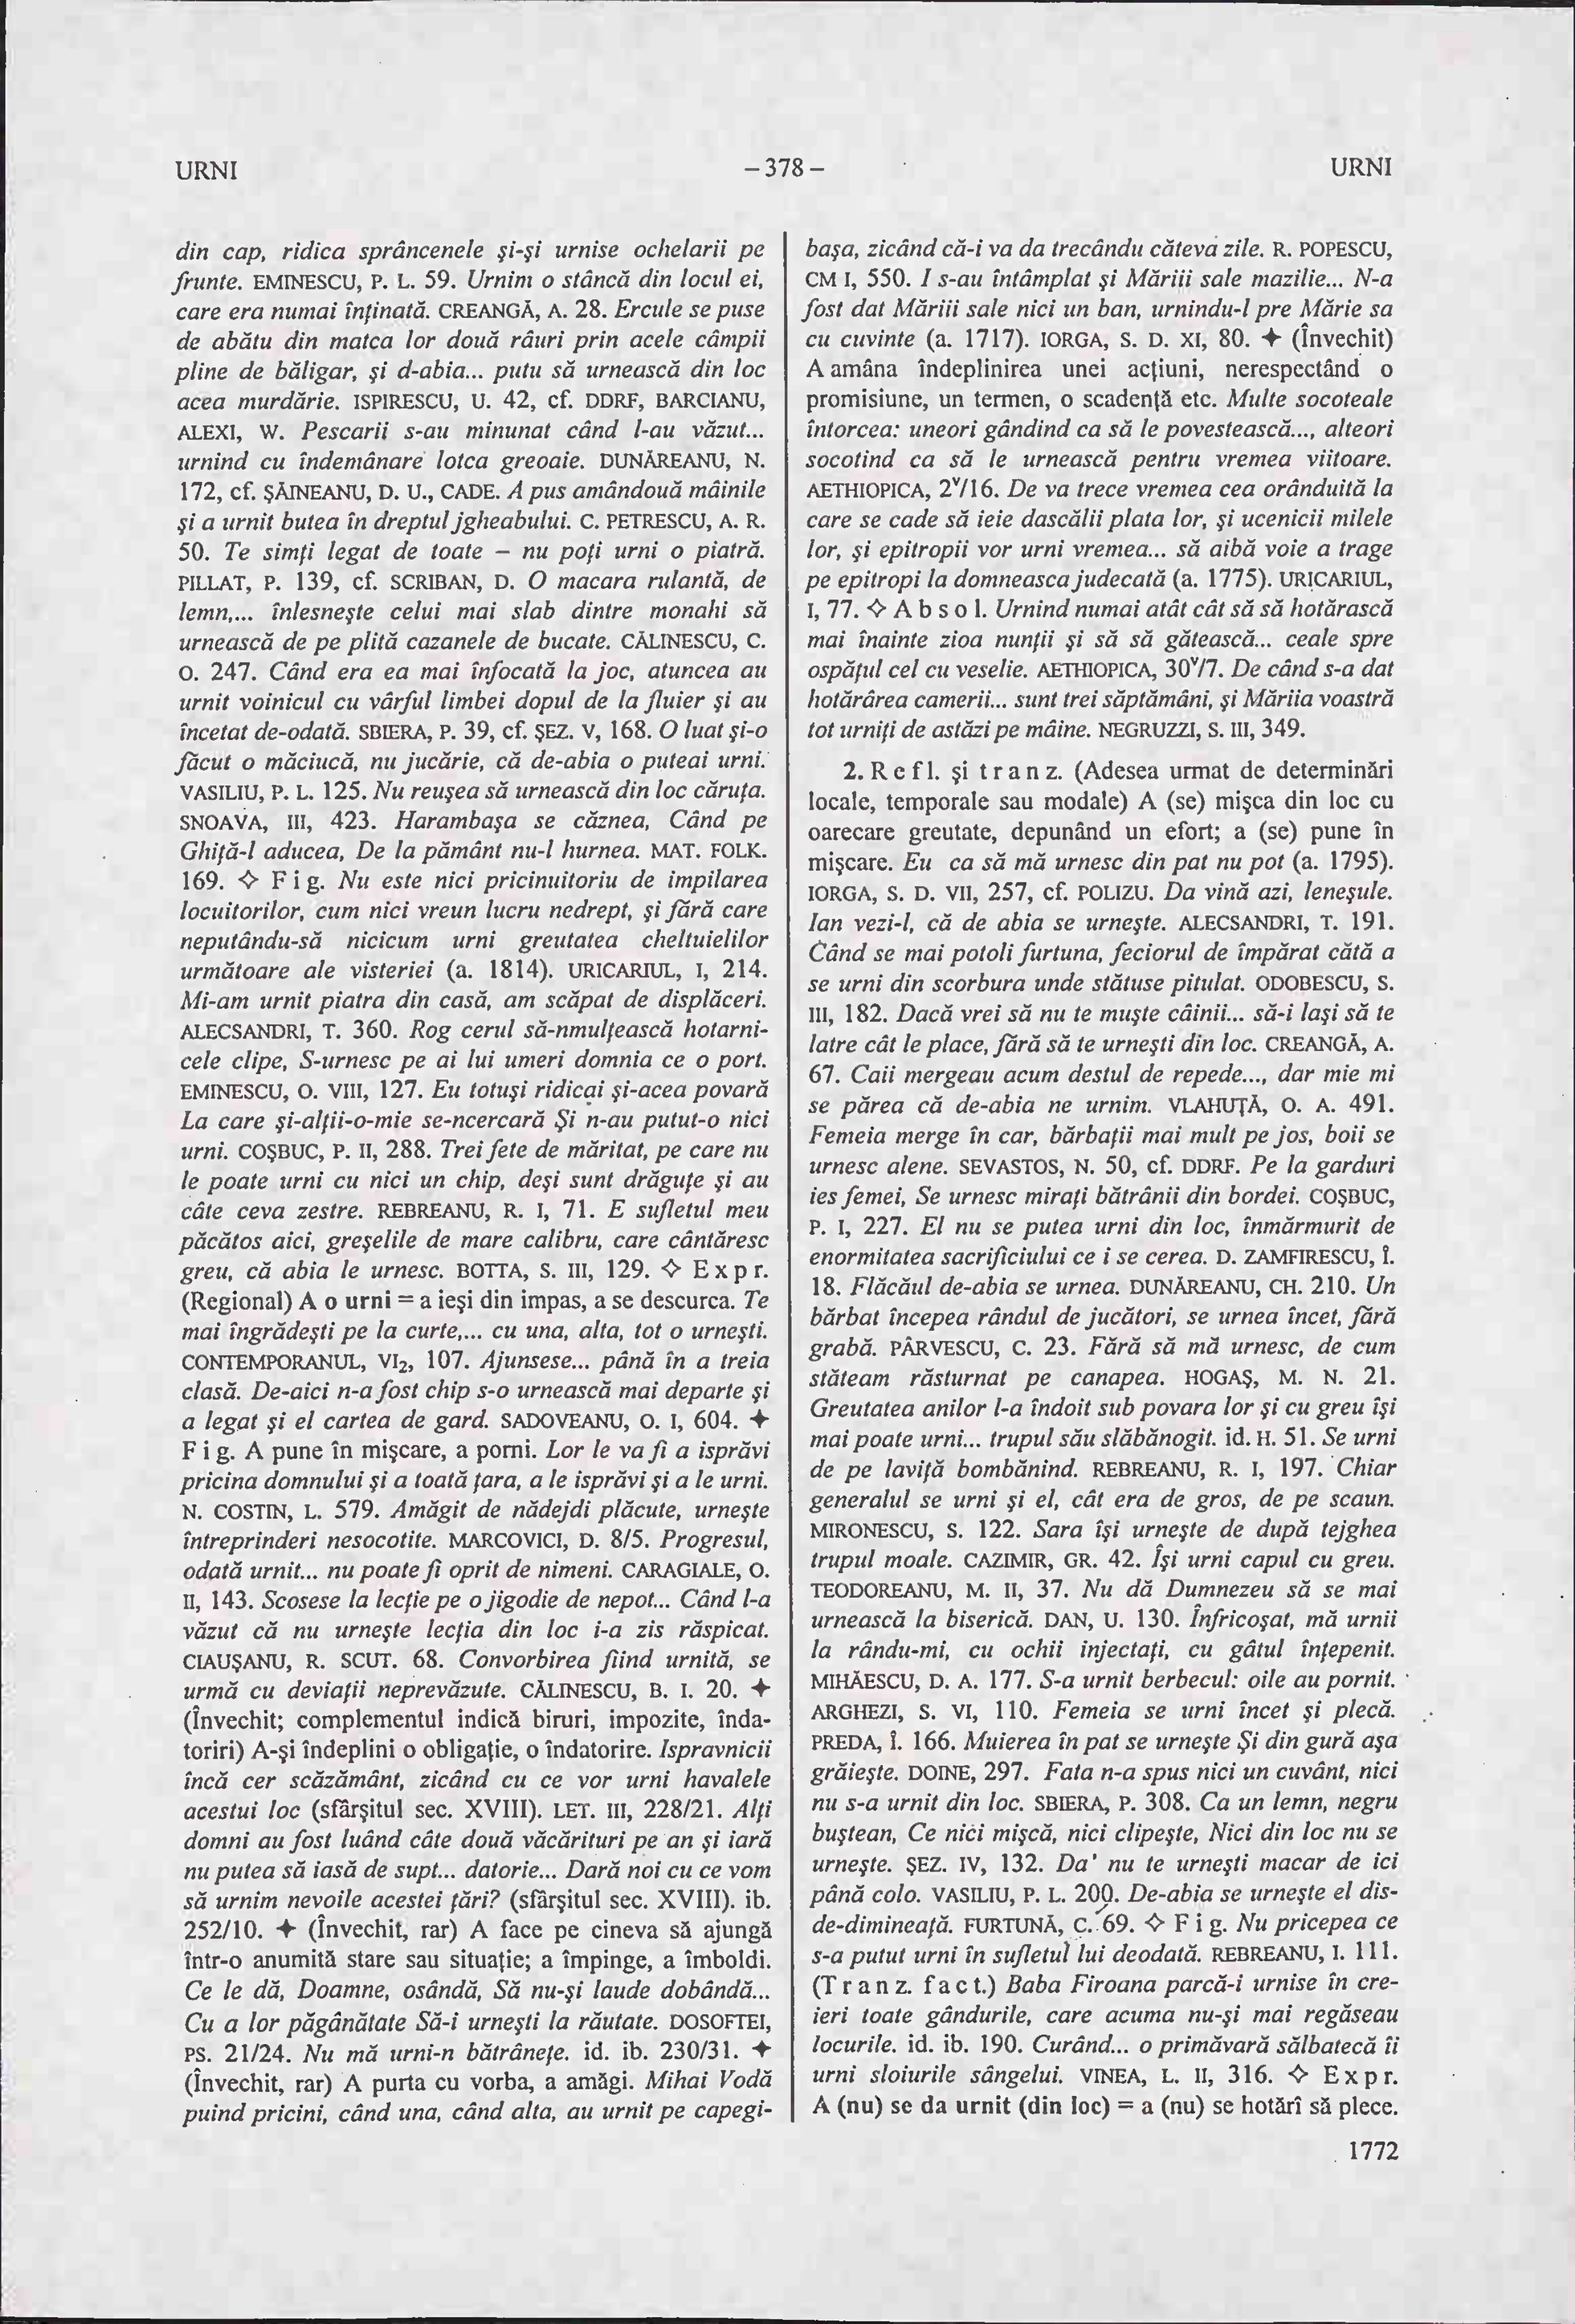 URNI
–378–
URNI
din cap, ridica sprâncenele şi-şi urnise ochelarii pe
frunte. EMINESCU, P. L. 59. Urnim o stâncă din locul ei,
care era numai înţinată. CREANGĂ, A. 28. Ercule se puse
de abătu din matca lor două râuri prin acele câmpii
pline de băligar, şi d-abia... putu să urnească din loc
acea murdărie. ISPIRESCU, U. 42, cf. DDRF, BARCIANU,
ALEXI, W. Pescarii s-au minunat când l-au văzut...
urnind cu îndemânare lotca greoaie. DUNĂREANU, N.
172, cf. ŞĂINEANU, D. U., CADE. A pus amândouă mâinile
şi a urnit butea în dreptul jgheabului. C. PETRESCU, A. R.
50. Te simţi legat de toate – nu poţi urni o piatră.
PILLAT, P. 139, cf. SCRIBAN, D. O macara rulantă, de
lemn,... înlesneşte celui mai slab dintre monahi să
urnească de pe plită cazanele de bucate. CĂLINESCU, C.
O. 247. Când era ea mai înfocată la joc, atuncea au
urnit voinicul cu vârful limbei dopul de la fluier şi au
încetat de-odată. SBIERA, P. 39, cf. ŞEZ. V, 168. O luat şi-o
făcut o măciucă, nu jucărie, că de-abia o puteai urni.
VASILIU, P. L. 125. Nu reuşea să urnească din loc căruţa.
SNOAVA, III, 423. Harambaşa se căznea, Când pe
Ghiţă-l aducea, De la pământ nu-l hurnea. MAT. FOLK.
169. ◇ Fig. Nu este nici pricinuitoriu de impilarea
locuitorilor, cum nici vreun lucru nedrept, şi fără care
neputându-să nicicum urni greutatea cheltuielilor
următoare ale visteriei (a. 1814). URICARIUL, I, 214.
Mi-am urnit piatra din casă, am scăpat de displăceri.
ALECSANDRI, T. 360. Rog cerul să-nmulţească hotarni-
cele clipe, S-urnesc pe ai lui umeri domnia ce o port.
EMINESCU, O. VIII, 127. Eu totuşi ridicai şi-acea povară
La care şi-alţii-o-mie se-ncercară Şi n-au putut-o nici
urni. COŞBUC, P. II, 288. Trei fete de măritat, pe care nu
le poate urni cu nici un chip, deşi sunt drăguţe şi au
câte ceva zestre. REBREANU, R. I, 71. E sufletul meu
păcătos aici, greşelile de mare calibru, care cântăresc
greu, că abia le urnesc. BOTTA, S. III, 129. ◇ Expr.
(Regional) A o urni = a ieşi din impas, a se descurca. Te
mai îngrădeşti pe la curte,... cu una, alta, tot o urneşti.
CONTEMPORANUL, VI₂, 107. Ajunsese... până în a treia
clasă. De-aici n-a fost chip s-o urnească mai departe şi
a legat şi el cartea de gard. SADOVEANU, O. I, 604. ✦
Fig. A pune în mişcare, a porni. Lor le va fi a isprăvi
pricina domnului şi a toată ţara, a le isprăvi şi a le urni.
N. COSTIN, L. 579. Amăgit de nădejdi plăcute, urneşte
întreprinderi nesocotite. MARCOVICI, D. 8/5. Progresul,
odată urnit... nu poate fi oprit de nimeni. CARAGIALE, O.
II, 143. Scosese la lecţie pe o jigodie de nepot... Când l-a
văzut că nu urneşte lecţia din loc i-a zis răspicat.
CIAUŞANU, R. SCUT. 68. Convorbirea fiind urnită, se
urmă cu deviaţii neprevăzute. CĂLINESCU, B. I. 20. ✦
(Învechit; complementul indică biruri, impozite, înda-
toriri) A-şi îndeplini o obligaţie, o îndatorire. Ispravnicii
încă cer scăzământ, zicând cu ce vor urni havalele
acestui loc (sfârşitul sec. XVIII). LET. III, 228/21. Alţi
domni au fost luând câte două văcărituri pe an şi iară
nu putea să iasă de supt... datorie... Dară noi cu ce vom
să urnim nevoile acestei ţări? (sfârşitul sec. XVIII). ib.
252/10. ✦ (Învechit, rar) A face pe cineva să ajungă
într-o anumită stare sau situaţie; a împinge, a îmboldi.
Ce le dă, Doamne, osândă, Să nu-şi laude dobândă...
Cu a lor păgânătate Să-i urneşti la răutate. DOSOFTEI,
PS. 21/24. Nu mă urni-n bătrâneţe. id. ib. 230/31. ✦
(Învechit, rar) A purta cu vorba, a amăgi. Mihai Vodă
puind pricini, când una, când alta, au urnit pe capegi-
başa, zicând că-i va da trecându căteva zile. R. POPESCU,
CM I, 550. I s-au întâmplat şi Măriii sale mazilie... N-a
fost dat Măriii sale nici un ban, urnindu-l pre Mărie sa
cu cuvinte (a. 1717). IORGA, S. D. XI, 80. ✦ (Învechit)
A amâna îndeplinirea unei acţiuni, nerespectând o
promisiune, un termen, o scadenţă etc. Multe socoteale
întorcea: uneori gândind ca să le povestească..., alteori
socotind ca să le urnească pentru vremea viitoare.
AETHIOPICA, 2ᵛ/16. De va trece vremea cea orânduită la
care se cade să ieie dascălii plata lor, şi ucenicii milele
lor, şi epitropii vor urni vremea... să aibă voie a trage
pe epitropi la domneasca judecată (a. 1775). URICARIUL,
I, 77. ◇ Absol. Urnind numai atât cât să să hotărască
mai înainte zioa nunţii şi să să gătească... ceale spre
ospăţul cel cu veselie. AETHIOPICA, 30ᵛ/7. De când s-a dat
hotărârea camerii... sunt trei săptămâni, şi Măriia voastră
tot urniţi de astăzi pe mâine. NEGRUZZI, S. III, 349.
2. Refl. şi tranz. (Adesea urmat de determinări
locale, temporale sau modale) A (se) mişca din loc cu
oarecare greutate, depunând un efort; a (se) pune în
mişcare. Eu ca să mă urnesc din pat nu pot (a. 1795).
IORGA, S. D. VII, 257, cf. POLIZU. Da vină azi, leneşule.
Ian vezi-l, că de abia se urneşte. ALECSANDRI, T. 191.
Când se mai potoli furtuna, feciorul de împărat cătă a
se urni din scorbura unde stătuse pitulat. ODOBESCU, S.
III, 182. Dacă vrei să nu te muşte câinii... să-i laşi să te
latre cât le place, fără să te urneşti din loc. CREANGĂ, A.
67. Caii mergeau acum destul de repede..., dar mie mi
se părea că de-abia ne urnim. VLAHUŢĂ, O. A. 491.
Femeia merge în car, bărbaţii mai mult pe jos, boii se
urnesc alene. SEVASTOS, N. 50, cf. DDRF. Pe la garduri
ies femei, Se urnesc miraţi bătrânii din bordei. COŞBUC,
P. I, 227. El nu se putea urni din loc, înmărmurit de
enormitatea sacrificiului ce i se cerea. D. ZAMFIRESCU, Î.
18. Flăcăul de-abia se urnea. DUNĂREANU, CH. 210. Un
bărbat începea rândul de jucători, se urnea încet, fără
grabă. PÂRVESCU, C. 23. Fără să mă urnesc, de cum
stăteam răsturnat pe canapea. HOGAŞ, M. N. 21.
Greutatea anilor l-a îndoit sub povara lor şi cu greu îşi
mai poate urni... trupul său slăbănogit. id. H. 51. Se urni
de pe laviţă bombănind. REBREANU, R. I, 197. Chiar
generalul se urni şi el, cât era de gros, de pe scaun.
MIRONESCU, S. 122. Sara îşi urneşte de după tejghea
trupul moale. CAZIMIR, GR. 42. Îşi urni capul cu greu.
TEODOREANU, M. II, 37. Nu dă Dumnezeu să se mai
urnească la biserică. DAN, U. 130. Înfricoşat, mă urnii
la rându-mi, cu ochii injectaţi, cu gâtul înţepenit.
MIHĂESCU, D. A. 177. S-a urnit berbecul: oile au pornit.
ARGHEZI, S. VI, 110. Femeia se urni încet şi plecă.
PREDA, Î. 166. Muierea în pat se urneşte Şi din gură aşa
grăieşte. DOINE, 297. Fata n-a spus nici un cuvânt, nici
nu s-a urnit din loc. SBIERA, P. 308. Ca un lemn, negru
buştean, Ce nici mişcă, nici clipeşte, Nici din loc nu se
urneşte. ŞEZ. IV, 132. Da' nu te urneşti macar de ici
până colo. VASILIU, P. L. 200. De-abia se urneşte el dis-
de-dimineaţă. FURTUNĂ, C. 69. ◇ Fig. Nu pricepea ce
s-a putut urni în sufletul lui deodată. REBREANU, I. 111.
(Tranz. fact.) Baba Firoana parcă-i urnise în cre-
ieri toate gândurile, care acuma nu-şi mai regăseau
locurile. id. ib. 190. Curând... o primăvară sălbatecă îi
urni sloiurile sângelui. VINEA, L. II, 316. ◇ Expr.
A (nu) se da urnit (din loc) = a (nu) se hotărî să plece.
1772